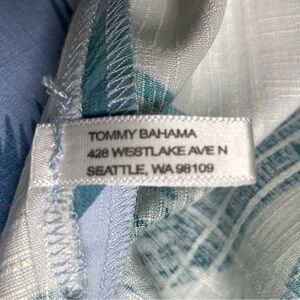 TOMMY BAHAMA
428 WESTLAKE AVE N
SEATTLE, WA 98109